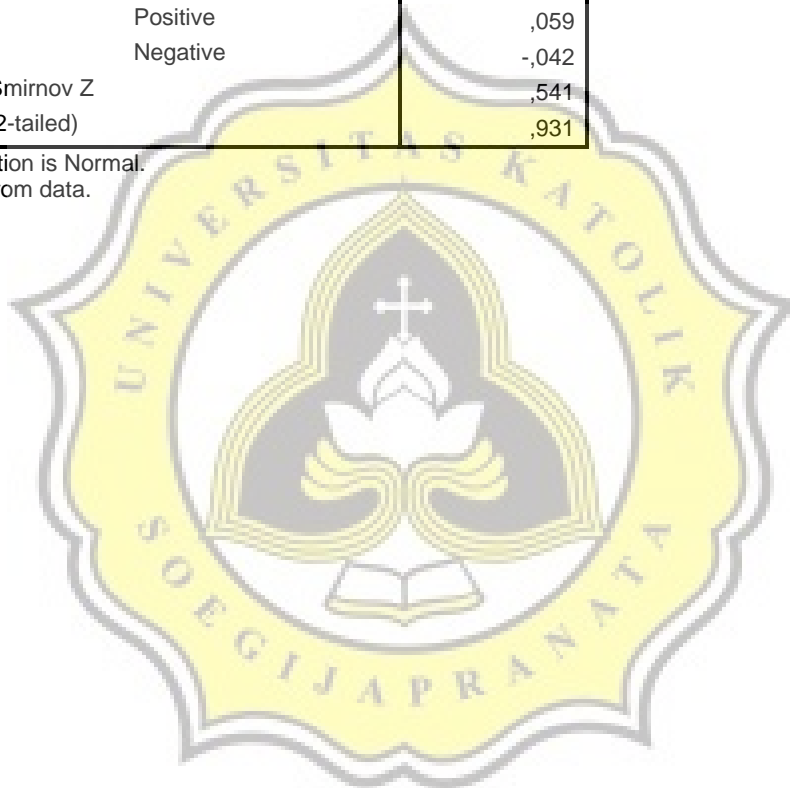 Positive ,059
Negative -,042
Smirnov Z ,541
2-tailed) ,931
tion is Normal.
om data.
UNIVERSITAS KATOLIK
SOEGIJAPRANATA